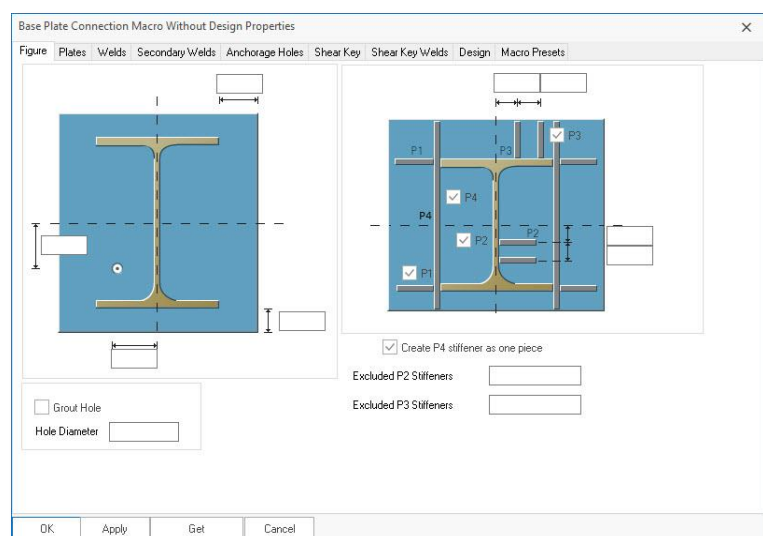 Base Plate Connection Macro Without Design Properties
Figure Plates Welds Secondary Welds Anchorage Holes Shear Key Shear Key Welds Design Macro Presets
P3
P1 P3
P4
P4
P2 P2
P1
Create P4 stiffener as one piece
Excluded P2 Stiffeners
Grout Hole Excluded P3 Stiffeners
Hole Diameter
OK Apply Get Cancel